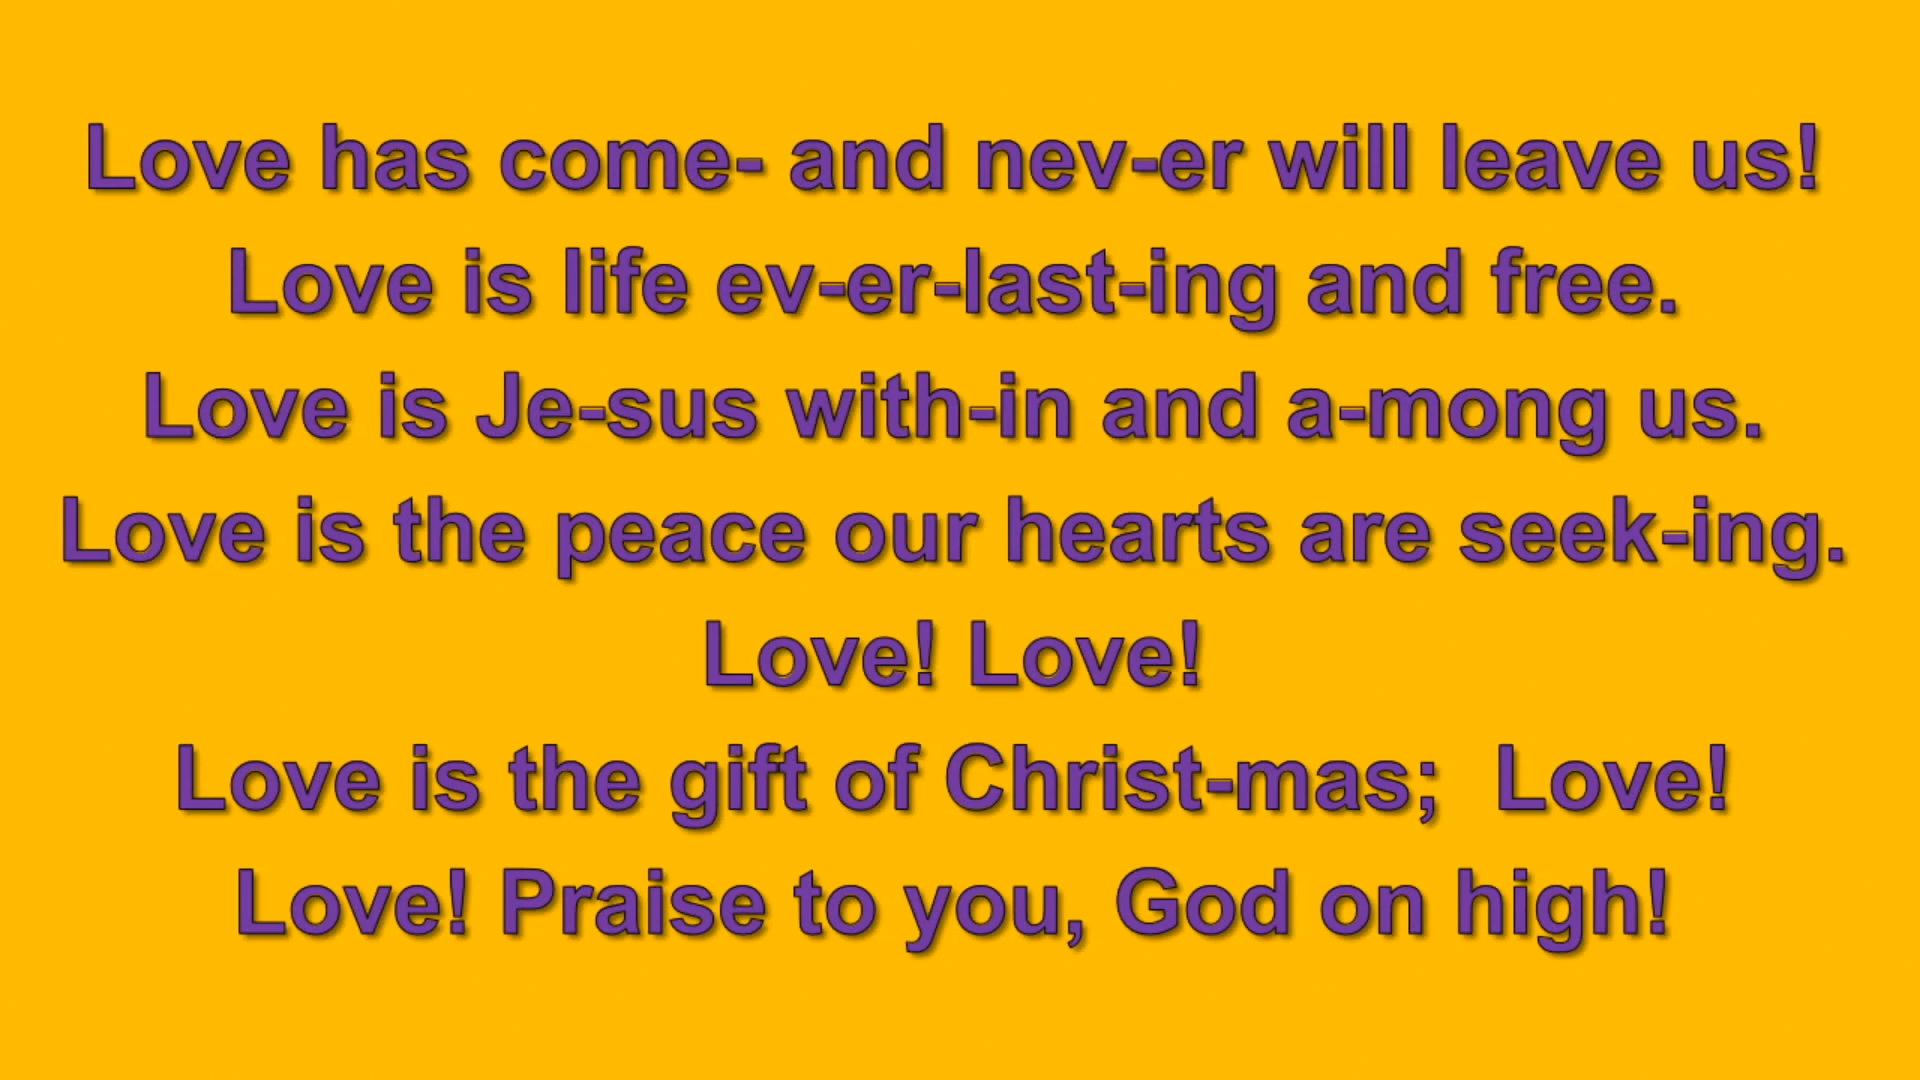 Love has come- and nev-er will leave us!
Love is life ev-er-last-ing and free.
Love is Je-sus with-in and a-mong us.
Love is the peace our hearts are seek-ing.
Love! Love!
Love is the gift of Christ-mas;  Love!
Love! Praise to you, God on high!